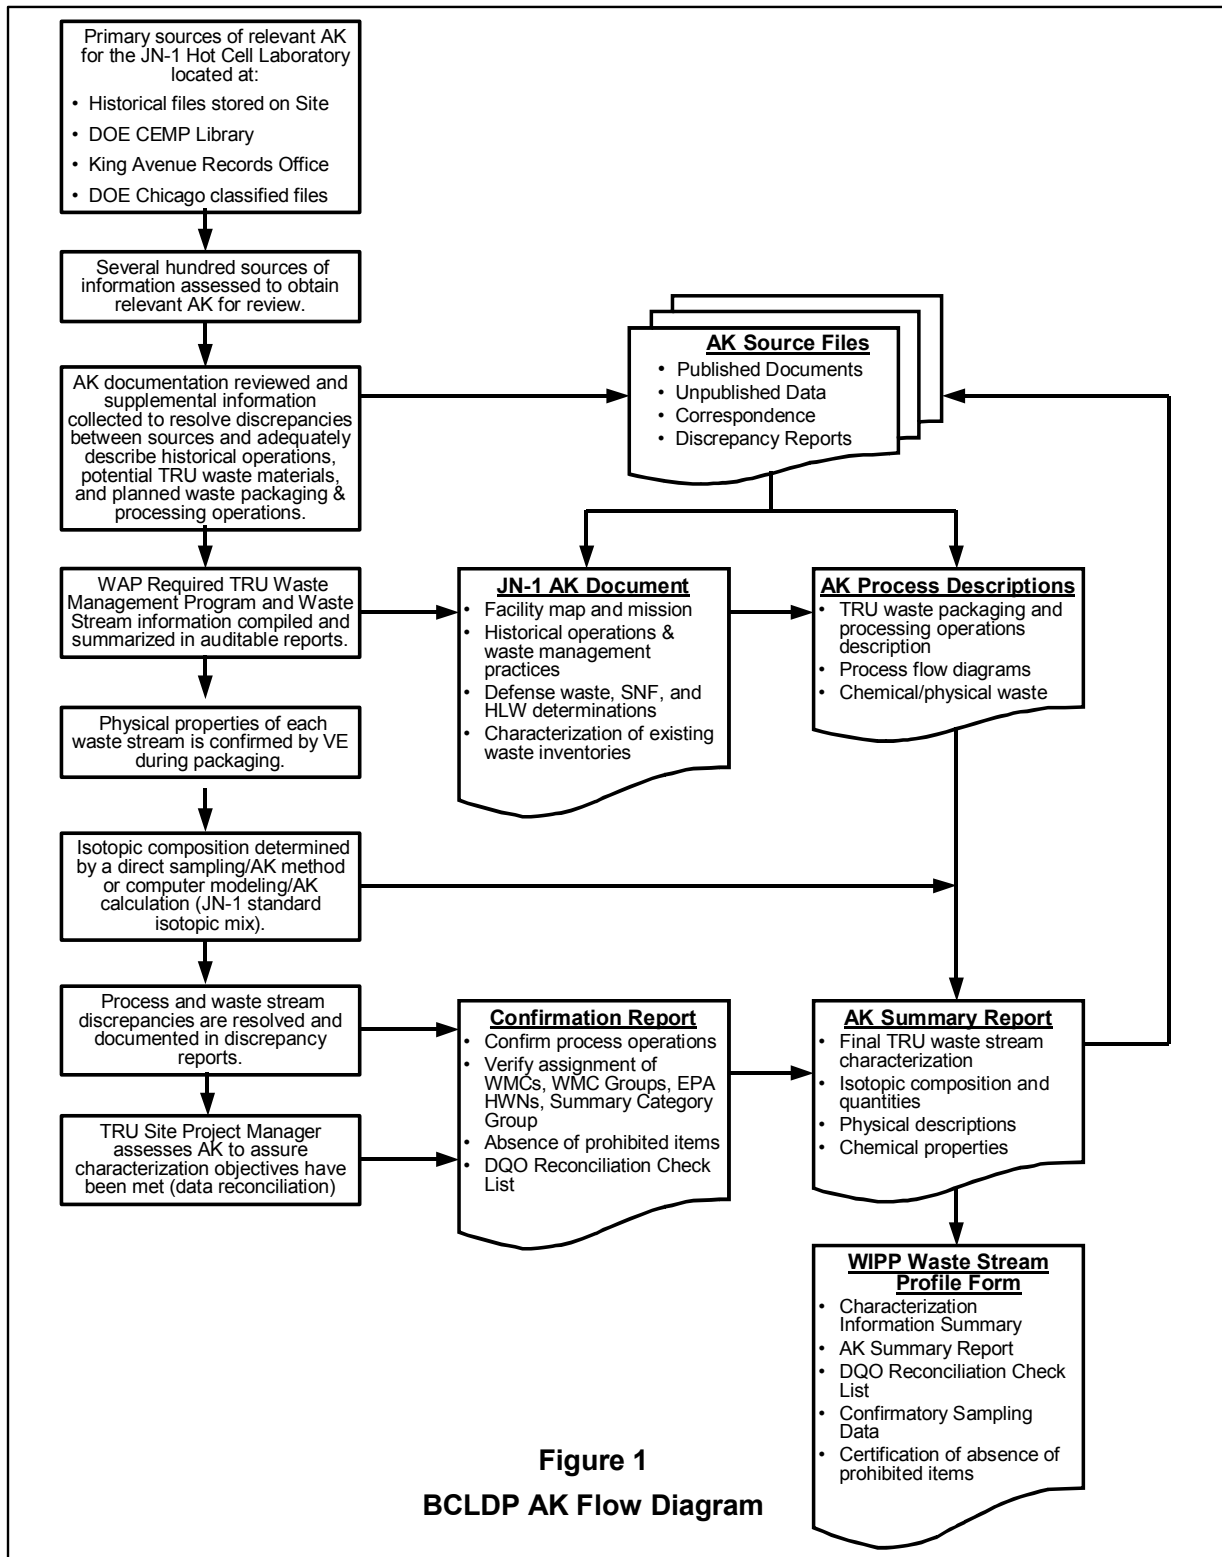 Primary sources of relevant AK
for the JN-1 Hot Cell Laboratory
located at:
• Historical files stored on Site
• DOE CEMP Library
• King Avenue Records Office
• DOE Chicago classified files
Several hundred sources of
information assessed to obtain
relevant AK for review.
AK documentation reviewed and
supplemental information
collected to resolve discrepancies
between sources and adequately
describe historical operations,
potential TRU waste materials,
and planned waste packaging &
processing operations.
AK Source Files
• Published Documents
• Unpublished Data
• Correspondence
• Discrepancy Reports
WAP Required TRU Waste
Management Program and Waste
Stream information compiled and
summarized in auditable reports.
JN-1 AK Document
• Facility map and mission
• Historical operations &
waste management
practices
• Defense waste, SNF, and
HLW determinations
• Characterization of existing
waste inventories
AK Process Descriptions
• TRU waste packaging and
processing operations
description
• Process flow diagrams
• Chemical/physical waste
Physical properties of each
waste stream is confirmed by VE
during packaging.
Isotopic composition determined
by a direct sampling/AK method
or computer modeling/AK
calculation (JN-1 standard
isotopic mix).
Process and waste stream
discrepancies are resolved and
documented in discrepancy
reports.
TRU Site Project Manager
assesses AK to assure
characterization objectives have
been met (data reconciliation)
Confirmation Report
• Confirm process operations
• Verify assignment of
WMCs, WMC Groups, EPA
HWNs, Summary Category
Group
• Absence of prohibited items
• DQO Reconciliation Check
List
AK Summary Report
• Final TRU waste stream
characterization
• Isotopic composition and
quantities
• Physical descriptions
• Chemical properties
WIPP Waste Stream
Profile Form
• Characterization
Information Summary
• AK Summary Report
• DQO Reconciliation Check
List
• Confirmatory Sampling
Data
• Certification of absence of
prohibited items
Figure 1
BCLDP AK Flow Diagram